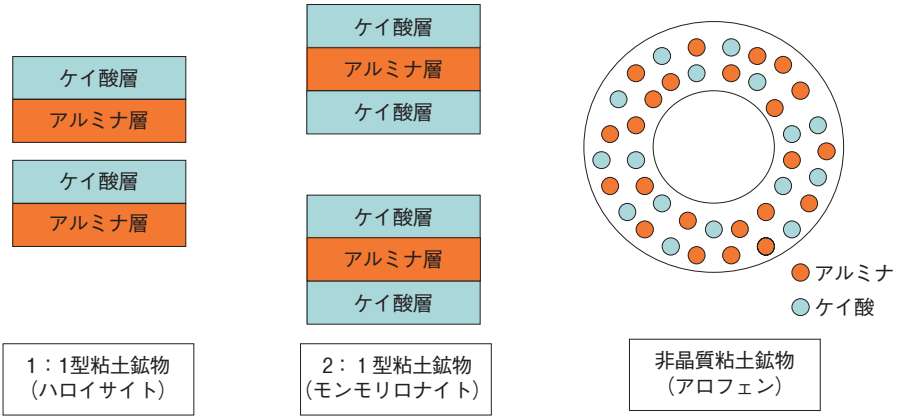 ケイ酸層
アルミナ層
ケイ酸層
アルミナ層
1:1型粘土鉱物
(ハロイサイト)
ケイ酸層
アルミナ層
ケイ酸層
ケイ酸層
アルミナ層
ケイ酸層
2:1型粘土鉱物
(モンモリロナイト)
アルミナ
ケイ酸
非晶質粘土鉱物
(アロフェン)